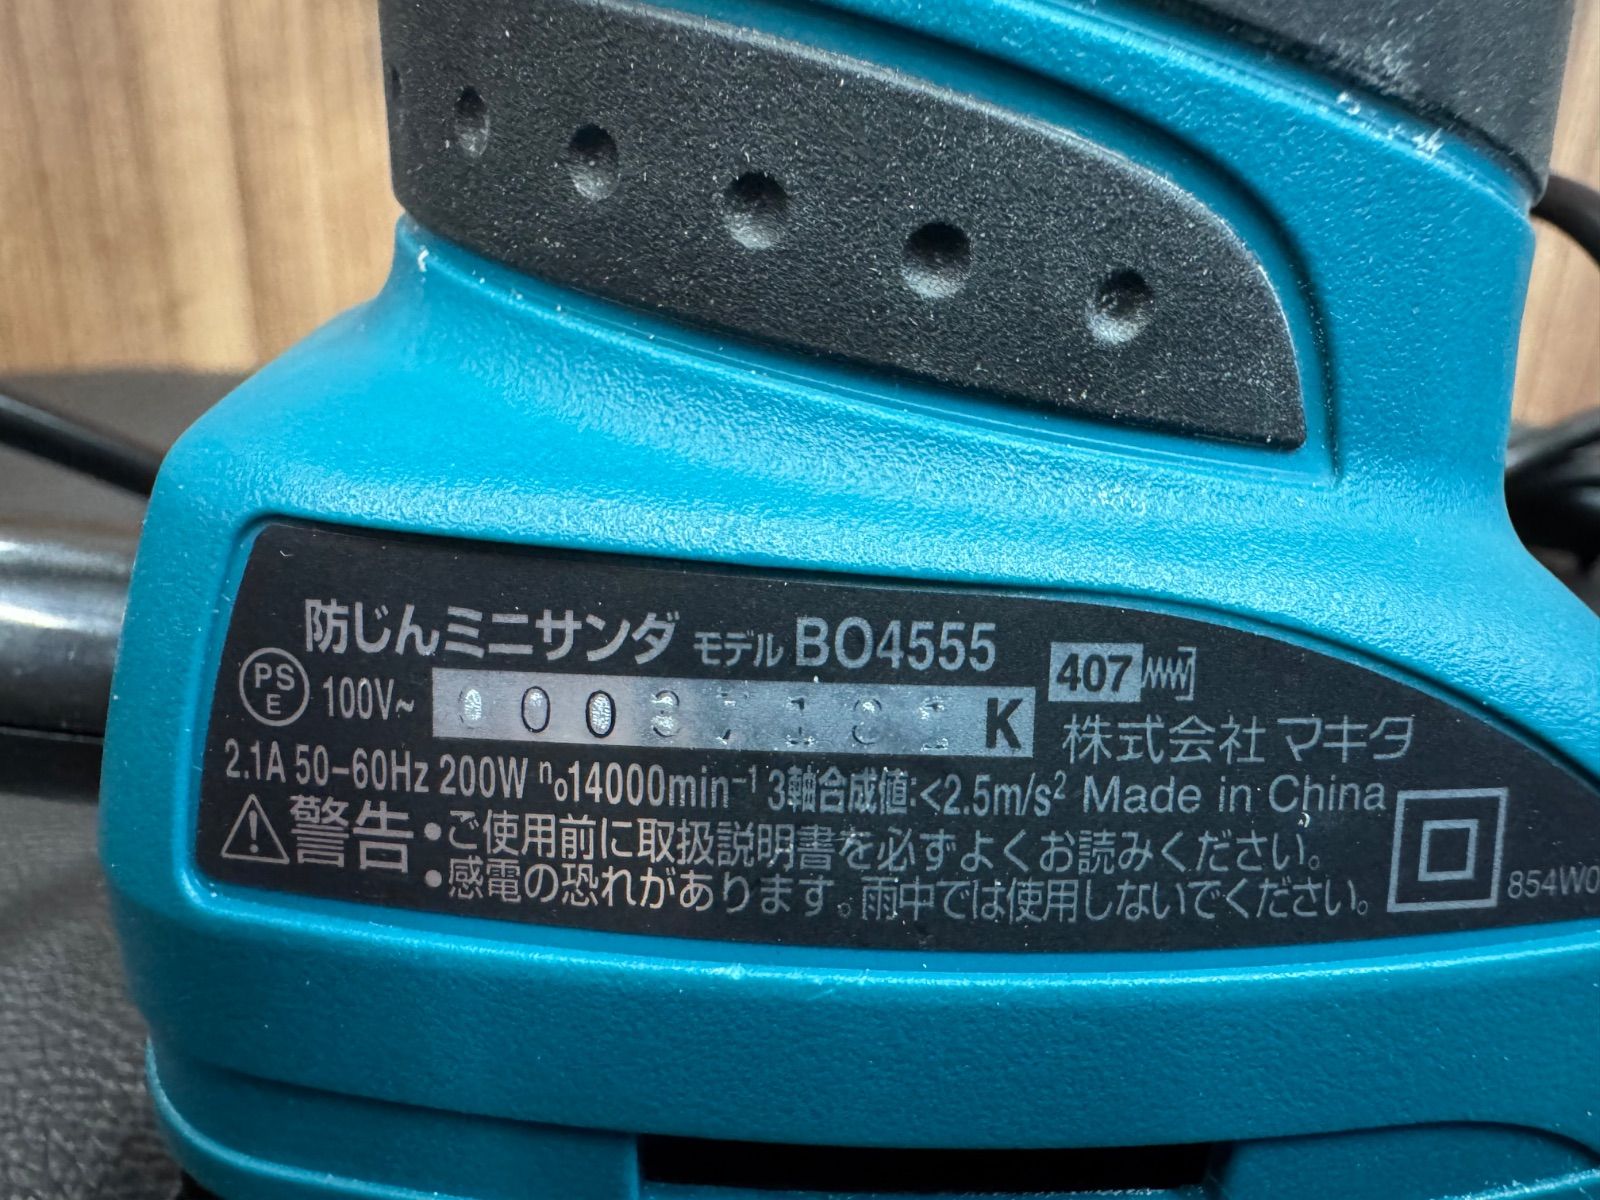 防じんミニサンダ モデル BO4555
407
PS E 100V~ K 株式会社 マキタ
2.1A 50-60Hz 200W n₀14000min⁻¹ 3軸合成値:<2.5m/s² Made in China
警告 •ご使用前に取扱説明書を必ずよくお読みください。
•感電の恐れがあります。雨中では使用しないでください。
854W0